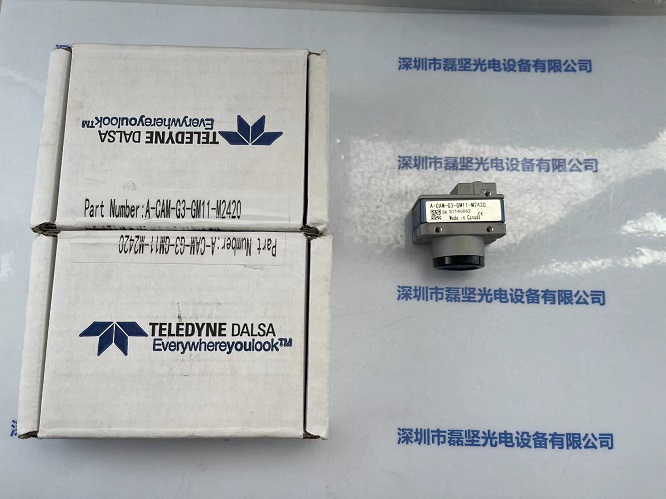 TELEDYNE DALSA
Everywhereyoulook™
Part Number:A-CAM-G3-GM11-M2420
Part Number:A-CAM-G3-GM11-M2420
TELEDYNE DALSA
Everywhereyoulook™
A-CAM-G3-GM11-M2420
CE
Made in Canada
深圳市磊坚光电设备有限公司
深圳市磊坚光电设备有限公司
深圳市磊坚光电设备有限公司
深圳市磊坚光电设备有限公司